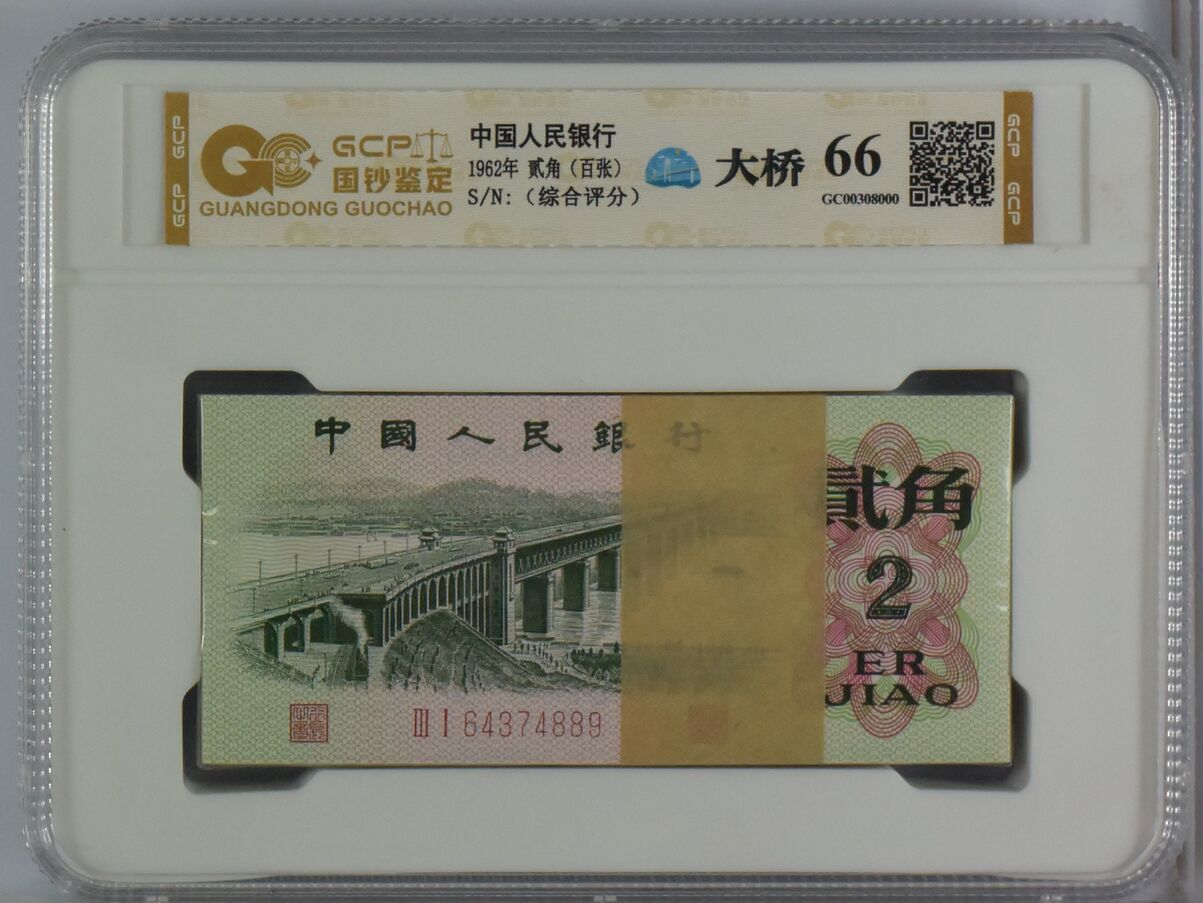 GCP
GCP
GCP
国钞鉴定
GUANGDONG GUOCHAO
中国人民银行
1962年 贰角（百张）
S/N:（综合评分）
大桥
66
GC00308000
GCP
GCP
中國人民銀行
貳角
2
ER
JIAO
Ⅲ Ⅰ 64374889